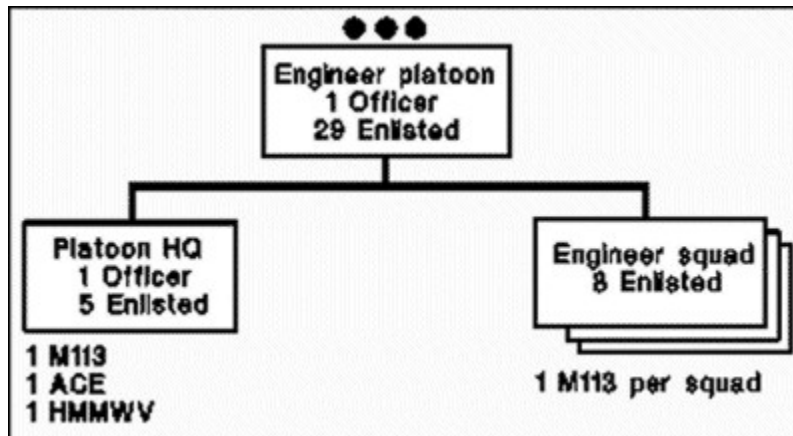 Engineer platoon
1 Officer
29 Enlisted
Platoon HQ
1 Officer
5 Enlisted
1 M113
1 ACE
1 HMMWV
Engineer squad
8 Enlisted
1 M113 per squad